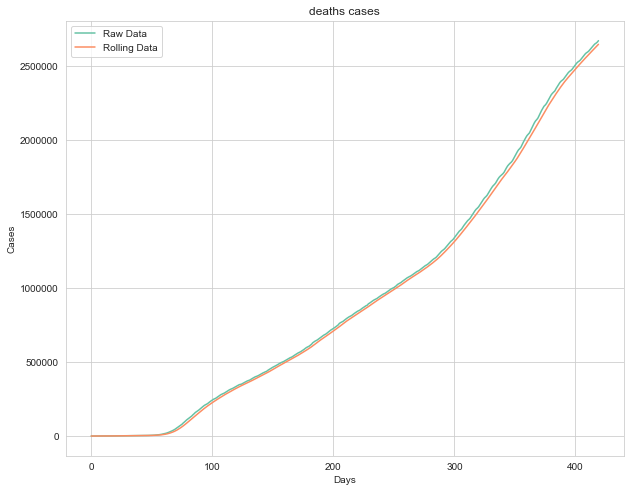 deaths cases
Raw Data
Rolling Data
2500000
2000000
1500000
1000000
500000
0
Cases
0 100 200 300 400
Days